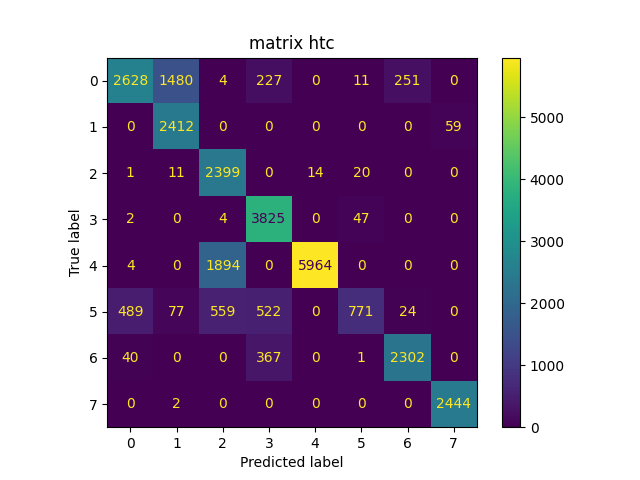 matrix htc
0 2628 1480 4 227 0 11 251 0
1 0 2412 0 0 0 0 0 59
2 1 11 2399 0 14 20 0 0
3 2 0 4 3825 0 47 0 0
4 4 0 1894 0 5964 0 0 0
5 489 77 559 522 0 771 24 0
6 40 0 0 367 0 1 2302 0
7 0 2 0 0 0 0 0 2444
0 1 2 3 4 5 6 7
Predicted label
True label
5000
4000
3000
2000
1000
0